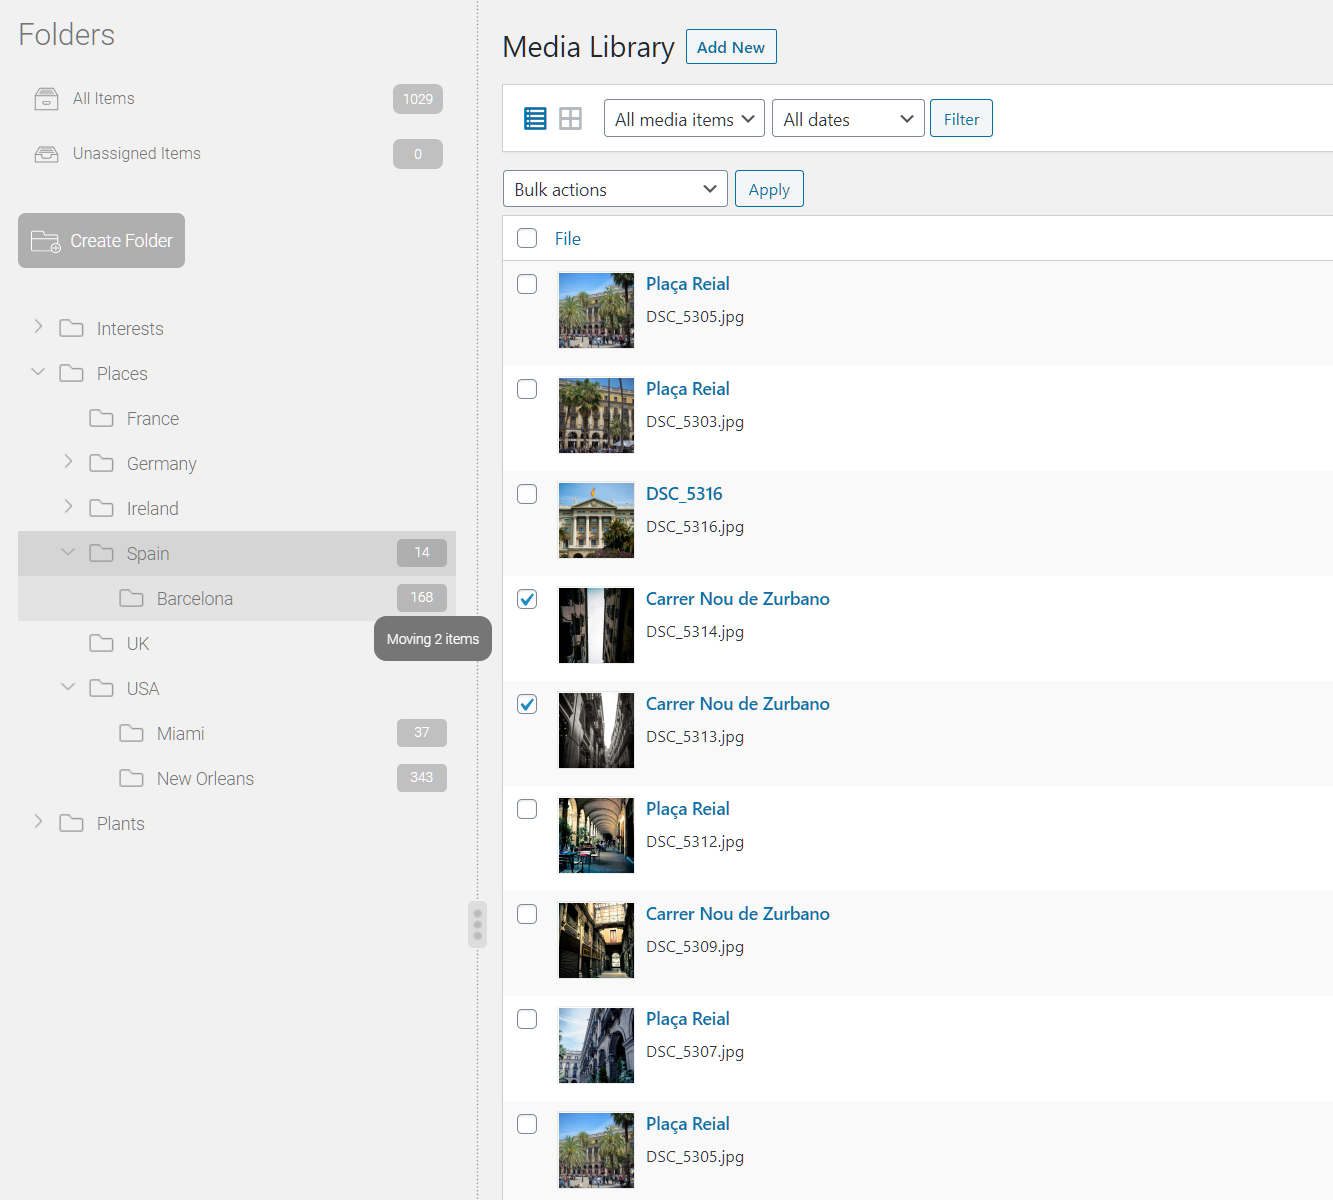 Folders
All Items
1029
Unassigned Items
0
Create Folder
Interests
Places
France
Germany
Ireland
Spain
14
Barcelona
168
Moving 2 items
UK
USA
Miami
37
New Orleans
343
Plants
Media Library
Add New
All media items
All dates
Filter
Bulk actions
Apply
File
Plaça Reial
DSC_5305.jpg
Plaça Reial
DSC_5303.jpg
DSC_5316
DSC_5316.jpg
Carrer Nou de Zurbano
DSC_5314.jpg
Carrer Nou de Zurbano
DSC_5313.jpg
Plaça Reial
DSC_5312.jpg
Carrer Nou de Zurbano
DSC_5309.jpg
Plaça Reial
DSC_5307.jpg
Plaça Reial
DSC_5305.jpg